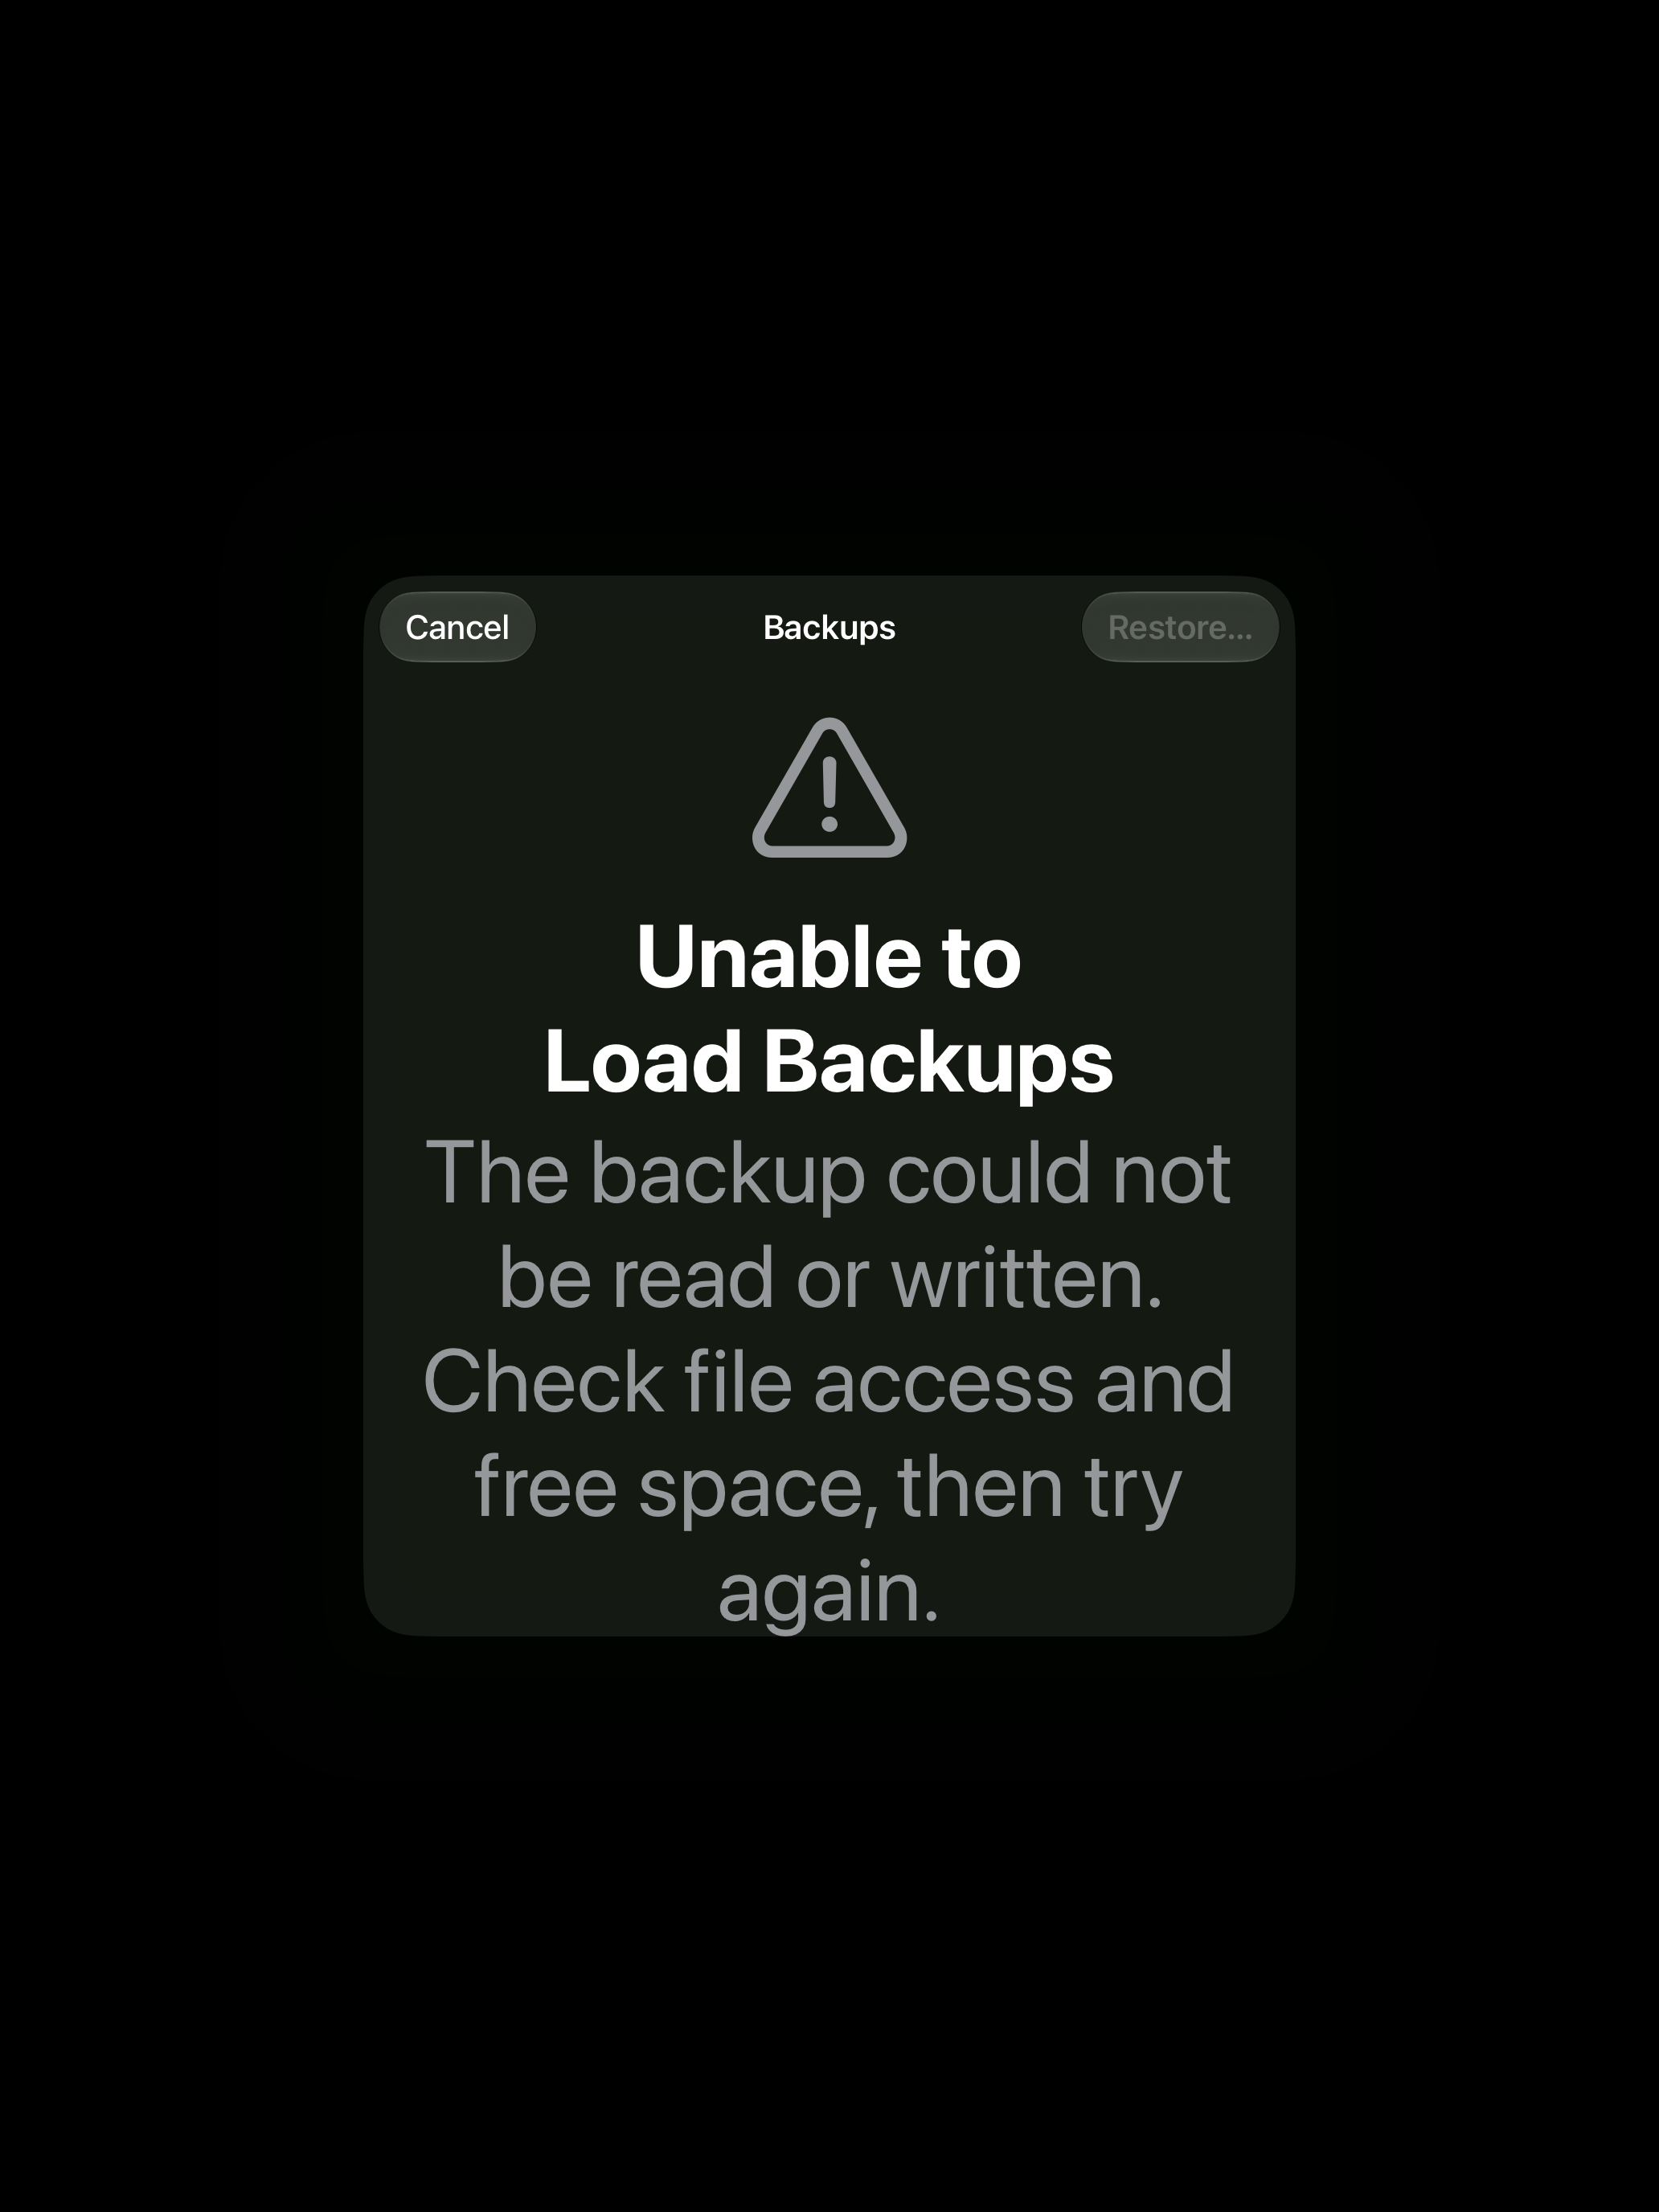 Cancel Backups Restore...
Unable to
Load Backups
The backup could not
be read or written.
Check file access and
free space, then try
again.